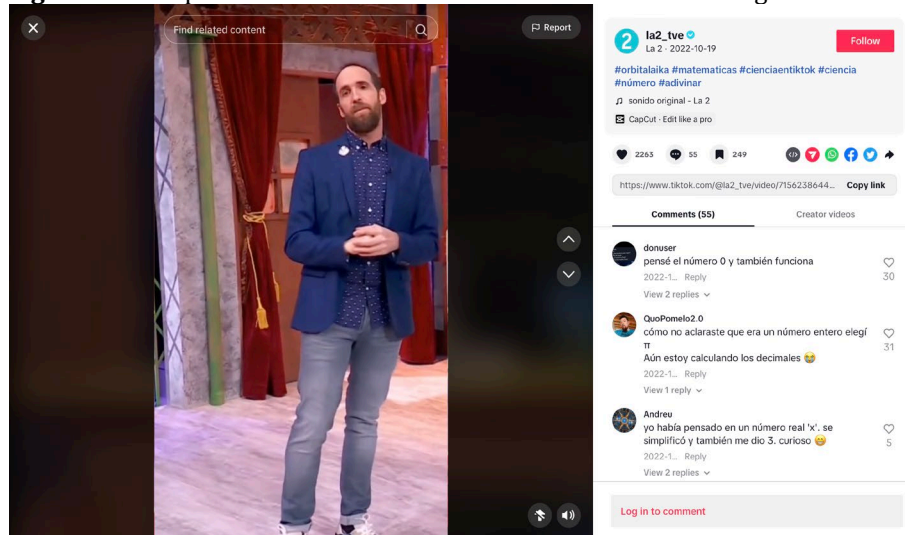 Find related content
Report
2
la2_tve
La 2 · 2022-10-19
Follow
#orbitalaika #matematicas #cienciaentiktok #ciencia
#número #adivinar
sonido original - La 2
CapCut · Edit like a pro
2263
55
249
https://www.tiktok.com/@la2_tve/video/7156238644...
Copy link
Comments (55)
Creator videos
donuser
pensé el número 0 y también funciona
30
2022-1... Reply
View 2 replies
QuoPomelo2.0
cómo no aclaraste que era un número entero elegí
π
31
Aún estoy calculando los decimales 😭
2022-1... Reply
View 1 reply
Andreu
yo había pensado en un número real 'x'. se
simplificó y también me dio 3. curioso 😄
5
2022-1... Reply
View 2 replies
Log in to comment